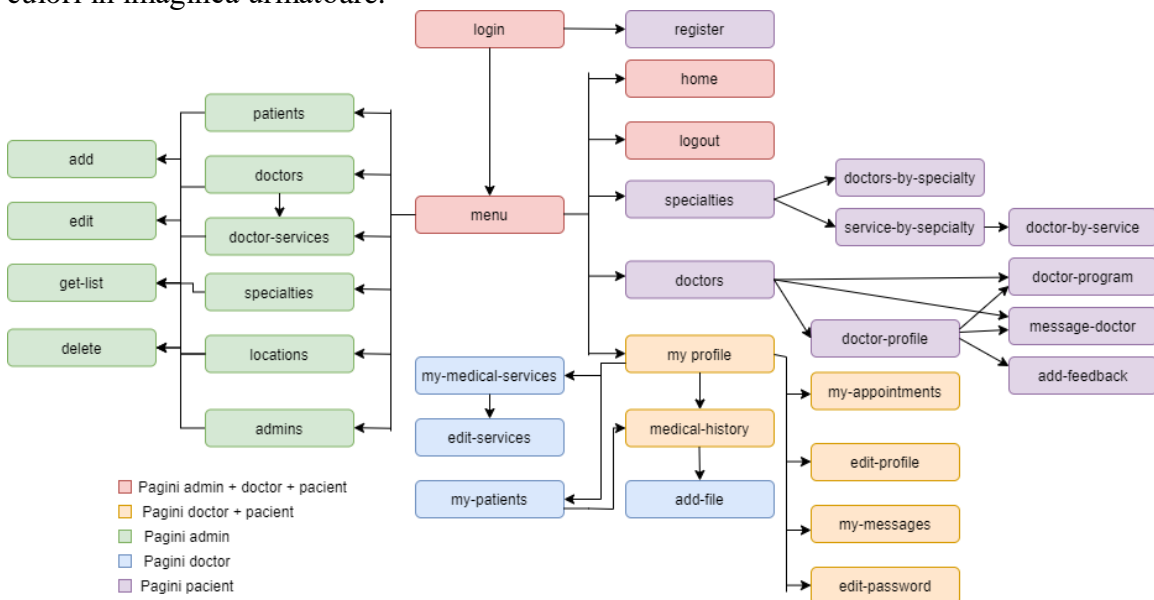 culori în imaginea următoare.
login
register
home
patients
logout
add
doctors
doctors-by-specialty
specialties
menu
edit
service-by-sepcialty
doctor-by-service
doctor-services
get-list
specialties
doctors
doctor-program
message-doctor
doctor-profile
delete
locations
my profile
my-medical-services
add-feedback
my-appointments
admins
edit-services
medical-history
edit-profile
my-patients
add-file
my-messages
edit-password
Pagini admin + doctor + pacient
Pagini doctor + pacient
Pagini admin
Pagini doctor
Pagini pacient